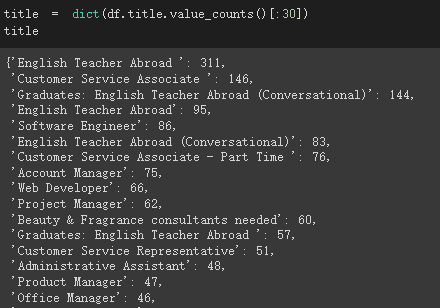 title = dict(df.title.value_counts()[:30])
title
{'English Teacher Abroad ': 311,
'Customer Service Associate ': 146,
'Graduates: English Teacher Abroad (Conversational)': 144,
'English Teacher Abroad': 95,
'Software Engineer': 86,
'English Teacher Abroad (Conversational)': 83,
'Customer Service Associate - Part Time ': 76,
'Account Manager': 75,
'Web Developer': 66,
'Project Manager': 62,
'Beauty & Fragrance consultants needed': 60,
'Graduates: English Teacher Abroad ': 57,
'Customer Service Representative': 51,
'Administrative Assistant': 48,
'Product Manager': 47,
'Office Manager': 46,